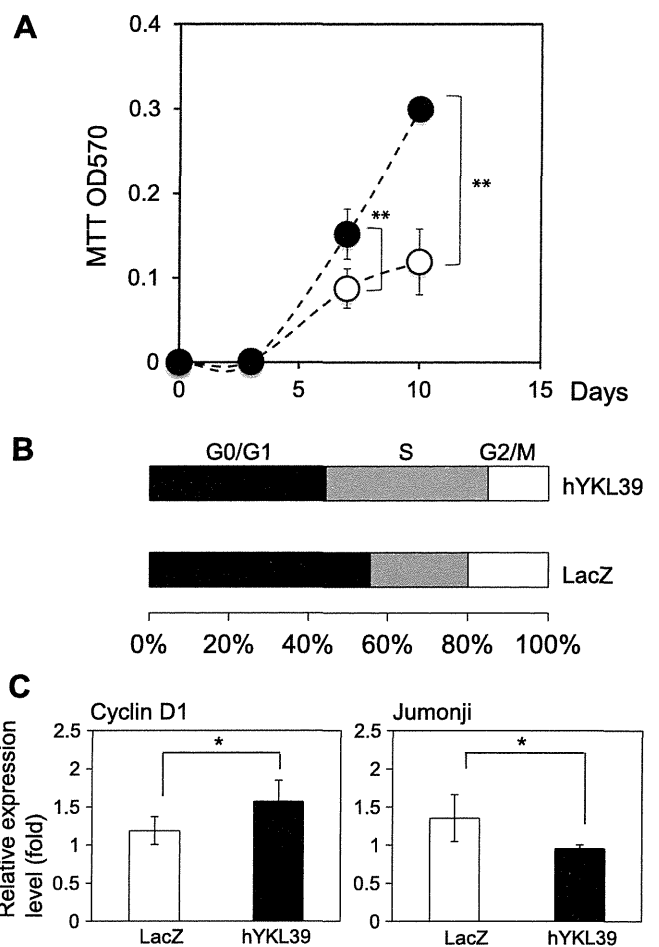 A
0.4
0.3
0.2
0.1
0
MTT OD570
**
**
0 5 10 15 Days
B
G0/G1 S G2/M
hYKL39
LacZ
0% 20% 40% 60% 80% 100%
C
Cyclin D1
Relative expression
level (fold)
2.5
2
1.5
1
0.5
0
*
LacZ hYKL39
Jumonji
2.5
2
1.5
1
0.5
0
*
LacZ hYKL39